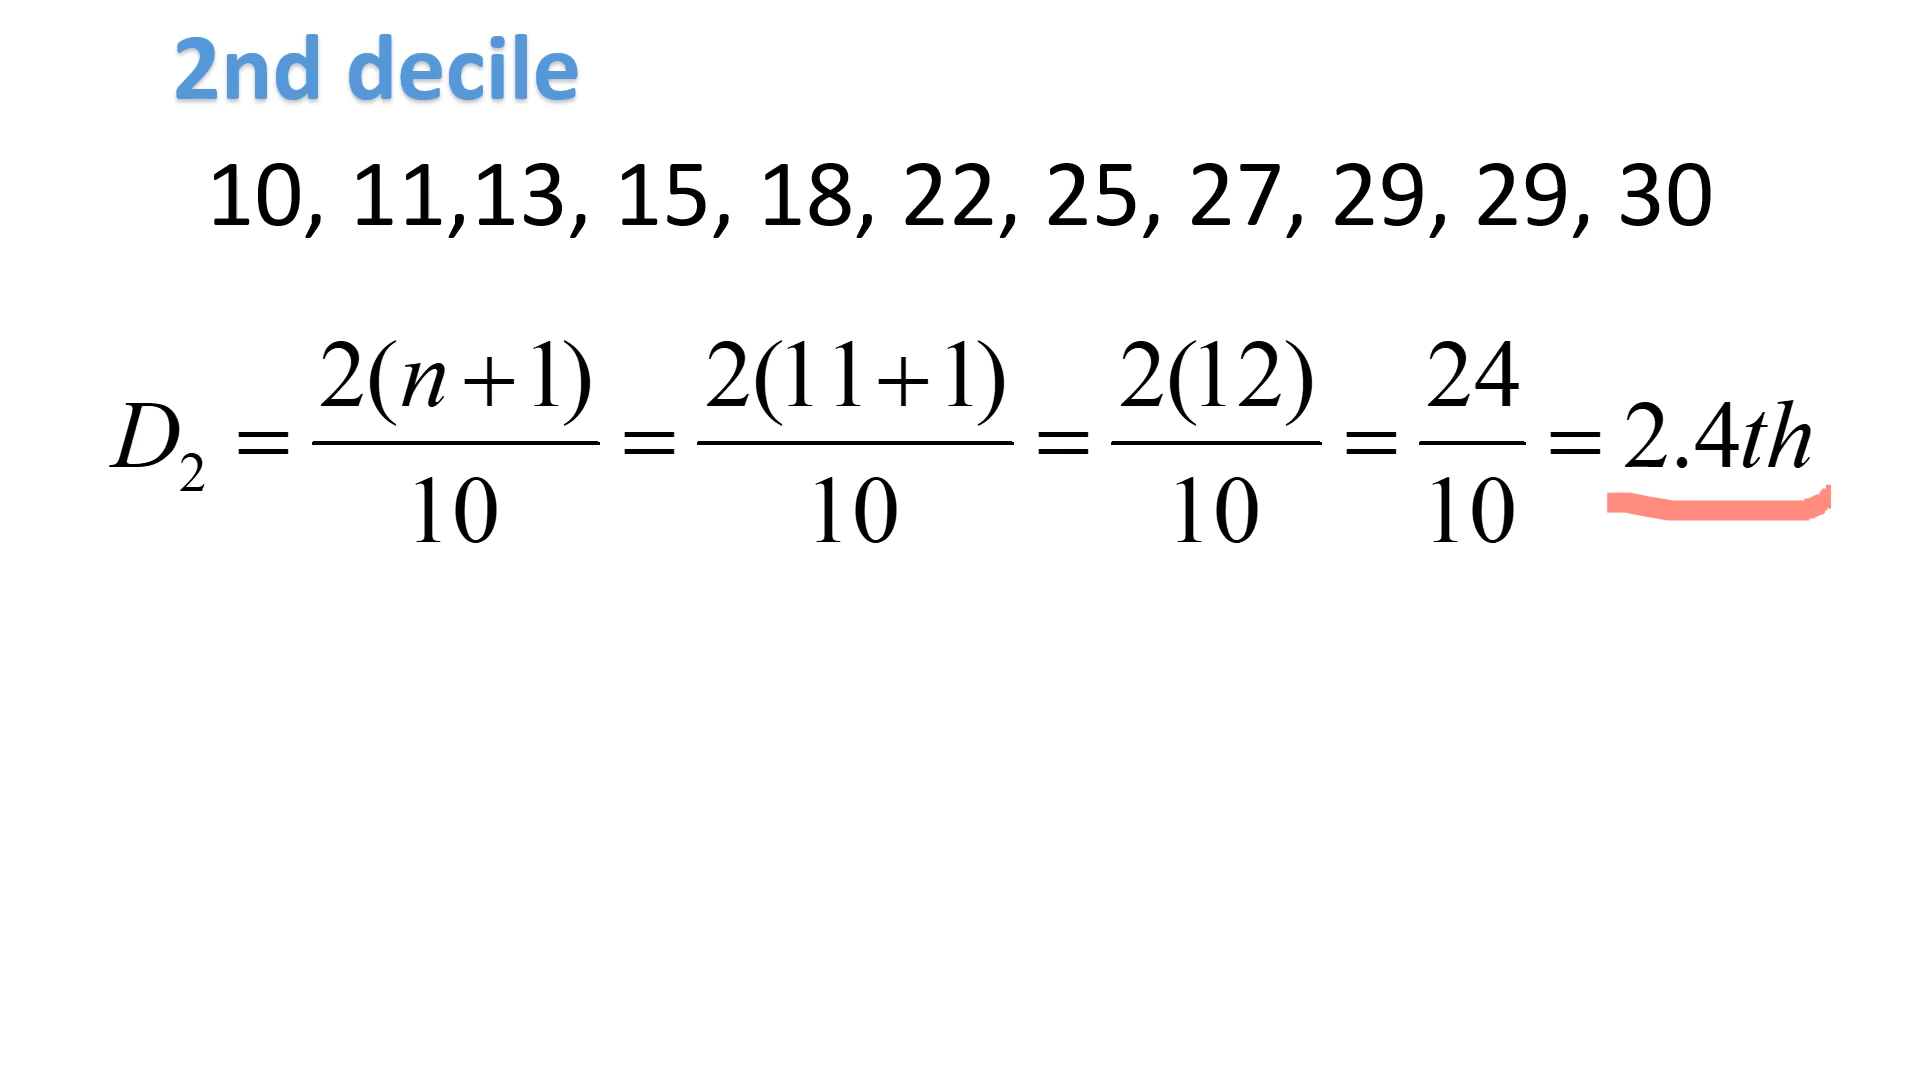 2nd decile
10, 11,13, 15, 18, 22, 25, 27, 29, 29, 30
D₂ = 2(n+1)/10 = 2(11+1)/10 = 2(12)/10 = 24/10 = 2.4th